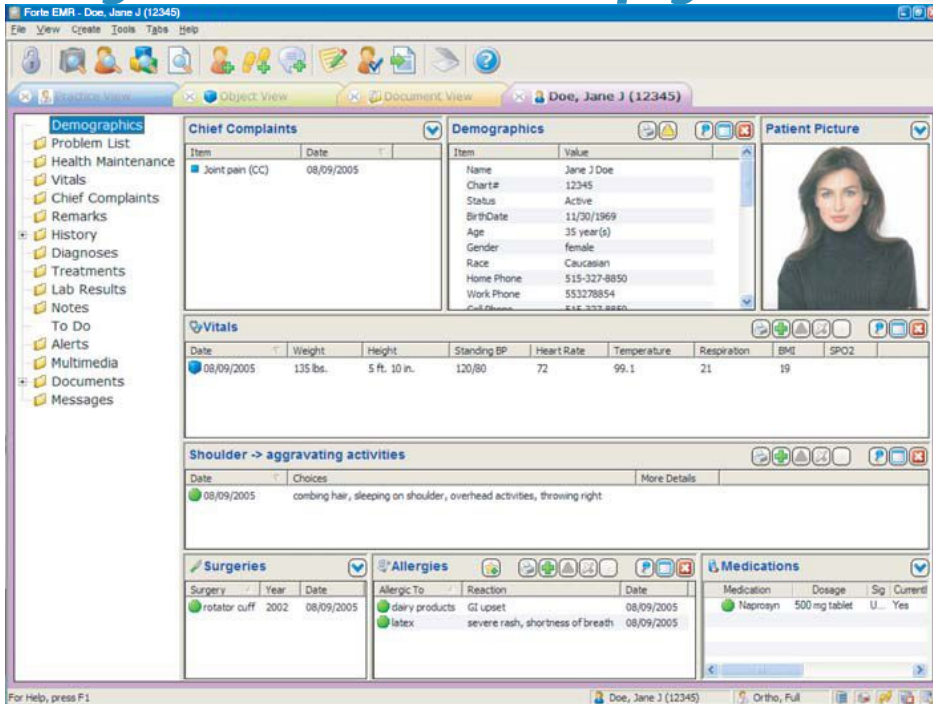 Forte EMR - Doe, Jane J (12345)
File View Create Tools Tabs Help
Practice View Object View Document View Doe, Jane J (12345)
Demographics
Problem List
Health Maintenance
Vitals
Chief Complaints
Remarks
History
Diagnoses
Treatments
Lab Results
Notes
To Do
Alerts
Multimedia
Documents
Messages
Chief Complaints
Item Date
Joint pain (CC) 08/09/2005
Demographics
Item Value
Name Jane J Doe
Chart# 12345
Status Active
BirthDate 11/30/1969
Age 35 year(s)
Gender female
Race Caucasian
Home Phone 515-327-8850
Work Phone 553278854
Cell Phone 515-327-8850
Patient Picture
Vitals
Date Weight Height Standing BP Heart Rate Temperature Respiration BMI SPO2
08/09/2005 135 lbs. 5 ft. 10 in. 120/80 72 99.1 21 19
Shoulder -> aggravating activities
Date Choices More Details
08/09/2005 combing hair, sleeping on shoulder, overhead activities, throwing right
Surgeries
Surgery Year Date
rotator cuff 2002 08/09/2005
Allergies
Allergic To Reaction Date
dairy products GI upset 08/09/2005
latex severe rash, shortness of breath 08/09/2005
Medications
Medication Dosage Sig Currentl
Naprosyn 500 mg tablet U... Yes
For Help, press F1 Doe, Jane J (12345) Ortho, Full